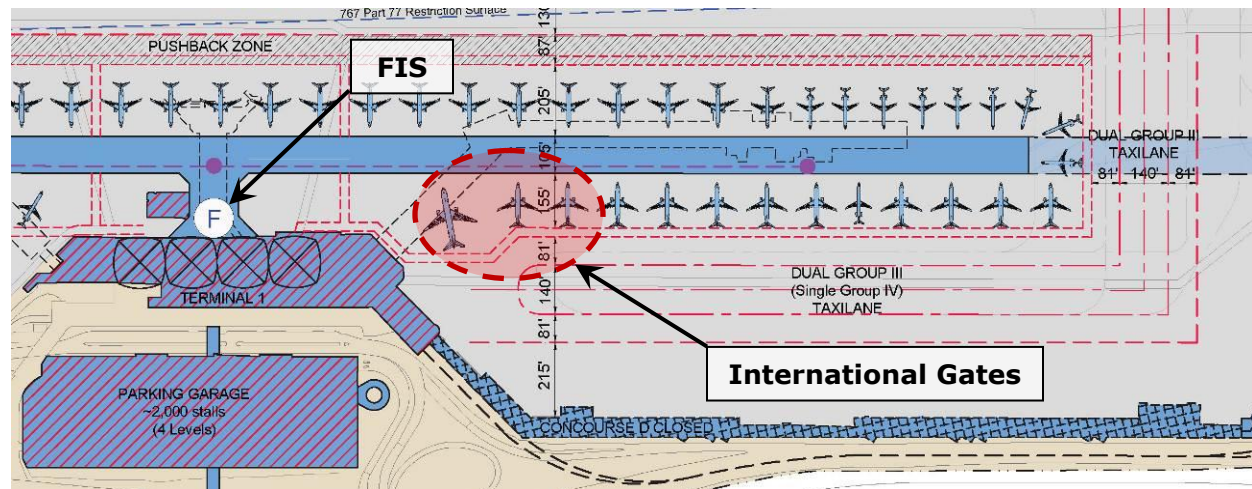 767 Part 77 Restriction Surface
130'
PUSHBACK ZONE
87'
FIS
205'
DUAL GROUP II
TAXILANE
105'
81' 140' 81'
155'
F
81'
DUAL GROUP III
(Single Group IV)
TAXILANE
140'
TERMINAL 1
81'
International Gates
215'
PARKING GARAGE
~2,000 stalls
(4 Levels)
CONCOURSE D CLOSED